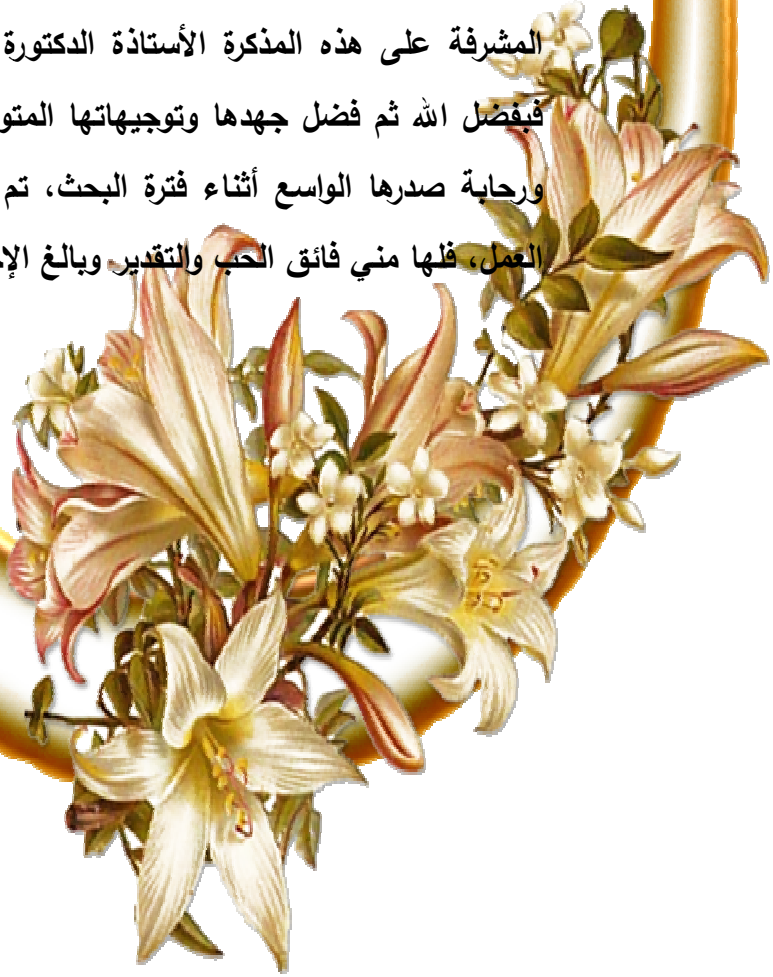 المشرفة على هذه المذكرة الأستاذة الدكتورة
فبفضل الله ثم فضل جهدها وتوجيهاتها
ورحابة صدرها الواسع أثناء فترة البحث، تم
العمل، فلها مني فائق الحب والتقدير وبالغ